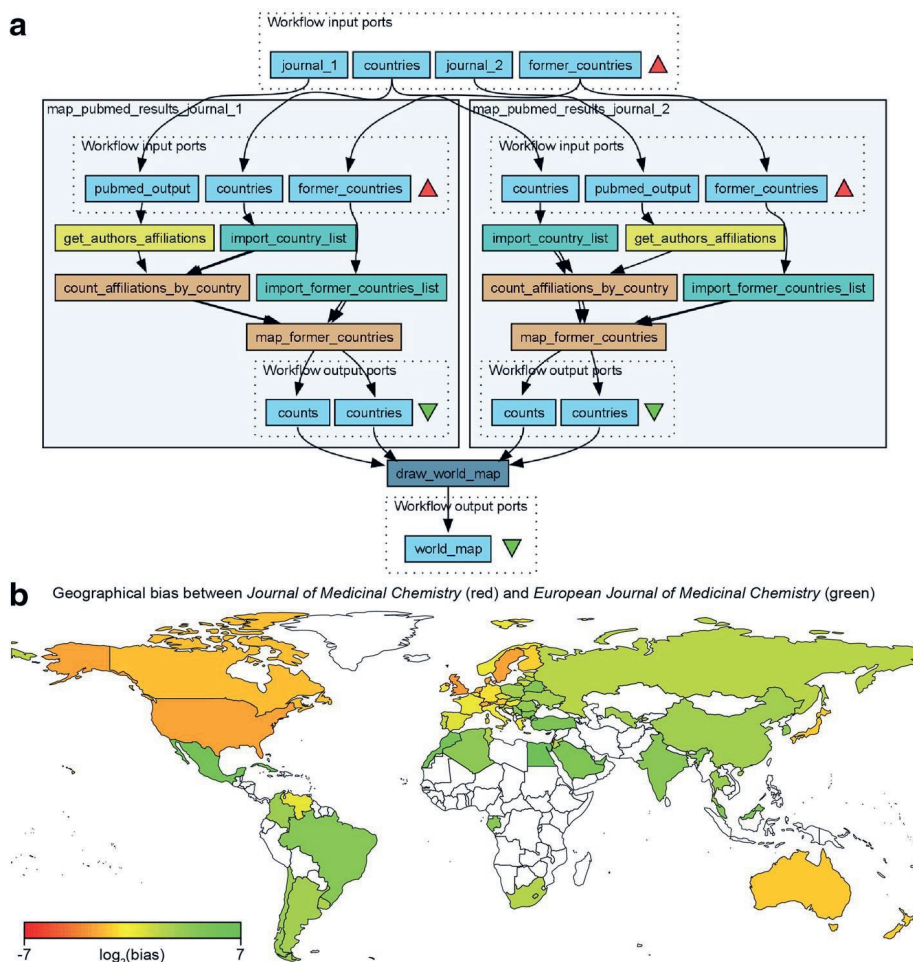 a
Workflow input ports
journal_1 countries journal_2 former_countries
map_pubmed_results_journal_1 map_pubmed_results_journal_2
Workflow input ports Workflow input ports
pubmed_output countries former_countries countries pubmed_output former_countries
get_authors_affiliations import_country_list import_country_list get_authors_affiliations
count_affiliations_by_country import_former_countries_list count_affiliations_by_country import_former_countries_list
map_former_countries map_former_countries
Workflow output ports Workflow output ports
counts countries counts countries
draw_world_map
Workflow output ports
world_map
b Geographical bias between Journal of Medicinal Chemistry (red) and European Journal of Medicinal Chemistry (green)
-7 log₂(bias) 7